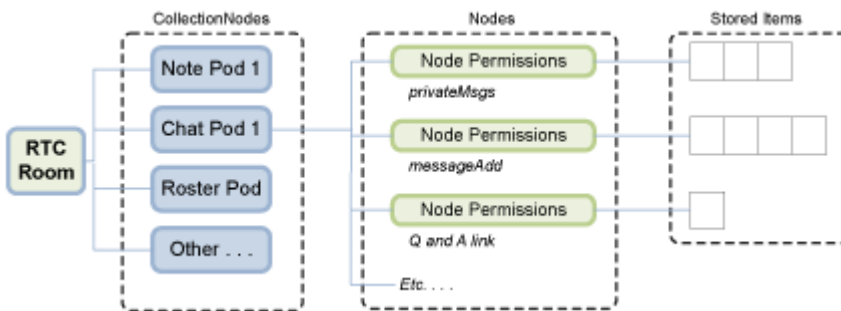 CollectionNodes
Nodes
Stored Items
RTC
Room
Note Pod 1
Chat Pod 1
Roster Pod
Other . . .
Node Permissions
privateMsgs
Node Permissions
messageAdd
Node Permissions
Q and A link
Etc. . . .